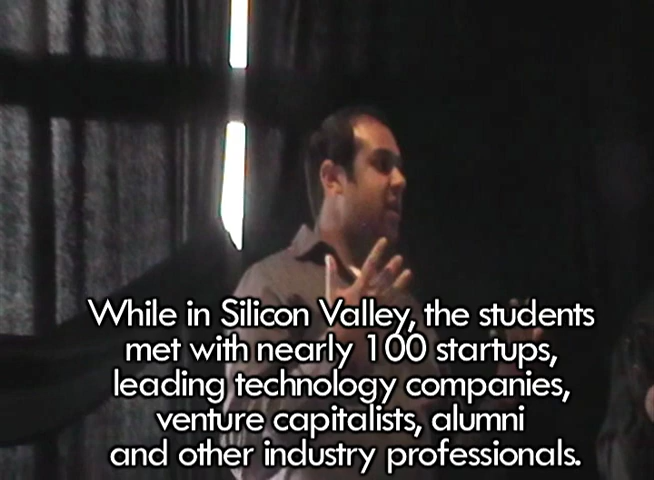 While in Silicon Valley, the students
met with nearly 100 startups,
leading technology companies,
venture capitalists, alumni
and other industry professionals.